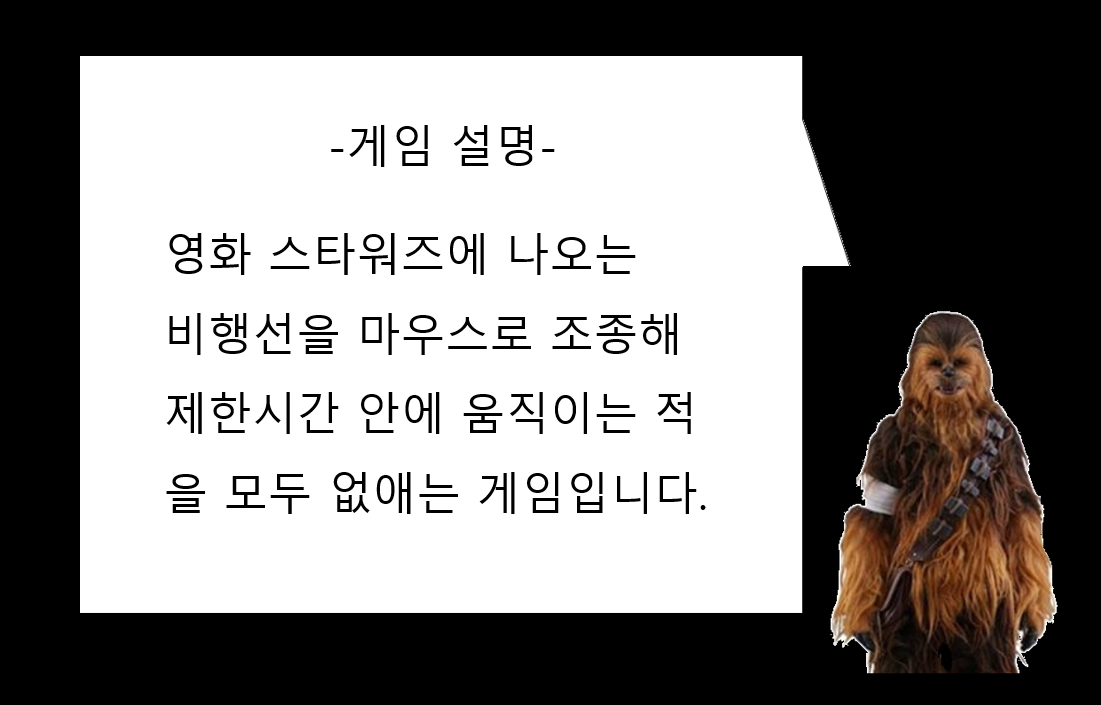 -게임 설명-
영화 스타워즈에 나오는
비행선을 마우스로 조종해
제한시간 안에 움직이는 적
을 모두 없애는 게임입니다.